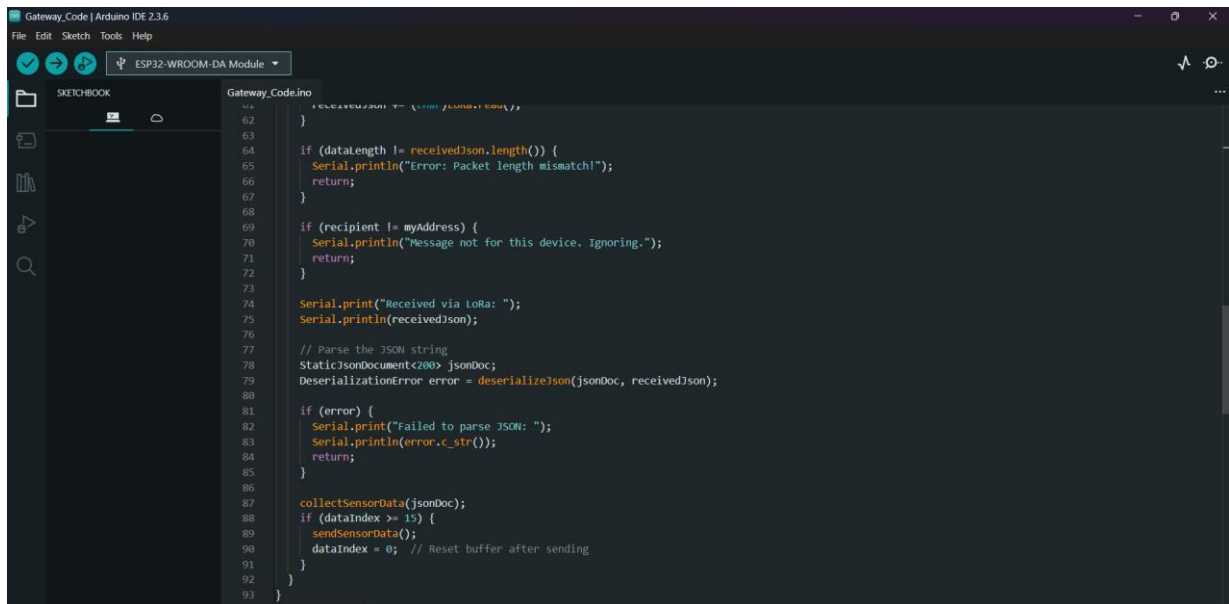 Gateway_Code | Arduino IDE 2.3.6
File Edit Sketch Tools Help
ESP32-WROOM-DA Module
SKETCHBOOK
Gateway_Code.ino
61 receivedJson += (char)LoRa.read();
62 }
63
64 if (dataLength != receivedJson.length()) {
65 Serial.println("Error: Packet length mismatch!");
66 return;
67 }
68
69 if (recipient != myAddress) {
70 Serial.println("Message not for this device. Ignoring.");
71 return;
72 }
73
74 Serial.print("Received via LoRa: ");
75 Serial.println(receivedJson);
76
77 // Parse the JSON string
78 StaticJsonDocument<200> jsonDoc;
79 DeserializationError error = deserializeJson(jsonDoc, receivedJson);
80
81 if (error) {
82 Serial.print("Failed to parse JSON: ");
83 Serial.println(error.c_str());
84 return;
85 }
86
87 collectSensorData(jsonDoc);
88 if (dataIndex >= 15) {
89 sendSensorData();
90 dataIndex = 0; // Reset buffer after sending
91 }
92 }
93 }